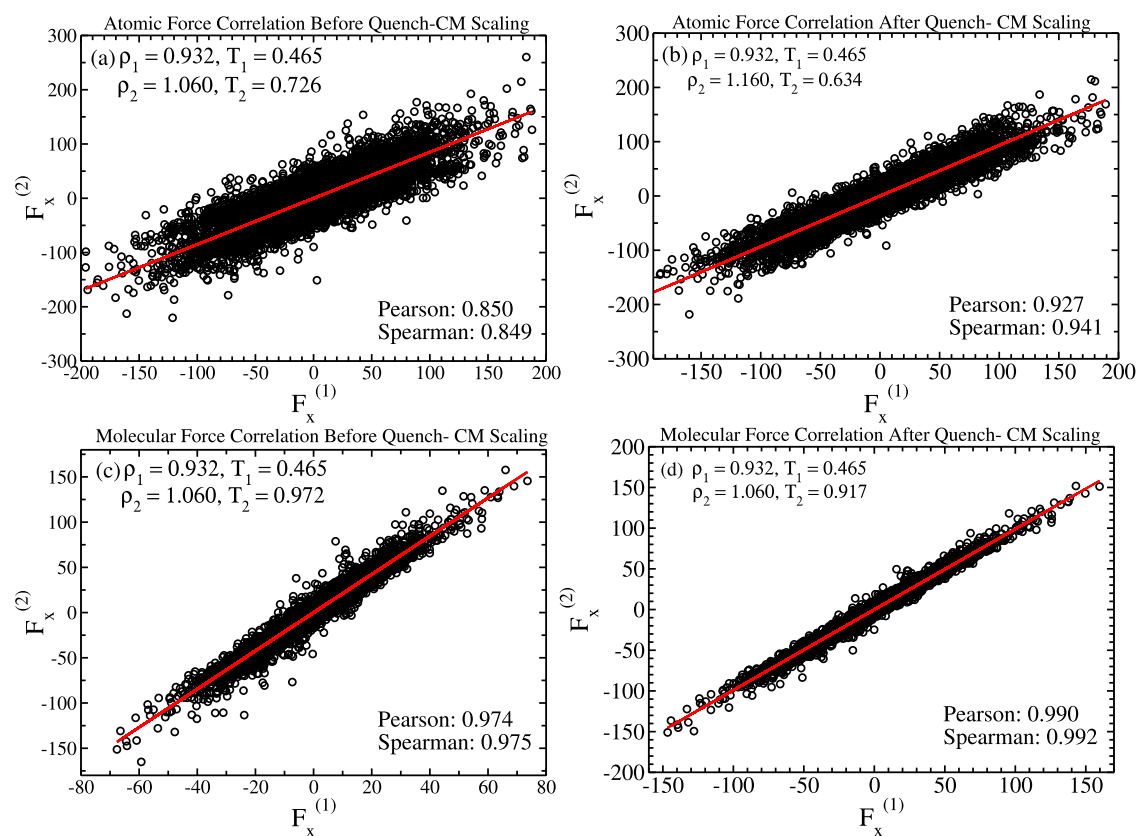 Atomic Force Correlation Before Quench-CM Scaling
(a) ρ₁ = 0.932, T₁ = 0.465
ρ₂ = 1.060, T₂ = 0.726
300
200
100
0
-100
-200
-300
Fₓ⁽²⁾
Pearson: 0.850
Spearman: 0.849
-200 -150 -100 -50 0 50 100 150 200
Fₓ⁽¹⁾
Atomic Force Correlation After Quench- CM Scaling
(b) ρ₁ = 0.932, T₁ = 0.465
ρ₂ = 1.160, T₂ = 0.634
300
200
100
0
-100
-200
-300
Fₓ⁽²⁾
Pearson: 0.927
Spearman: 0.941
-150 -100 -50 0 50 100 150 200
Fₓ⁽¹⁾
Molecular Force Correlation Before Quench- CM Scaling
(c) ρ₁ = 0.932, T₁ = 0.465
ρ₂ = 1.060, T₂ = 0.972
150
100
50
0
-50
-100
-150
Fₓ⁽²⁾
Pearson: 0.974
Spearman: 0.975
-80 -60 -40 -20 0 20 40 60 80
Fₓ⁽¹⁾
Molecular Force Correlation After Quench- CM Scaling
(d) ρ₁ = 0.932, T₁ = 0.465
ρ₂ = 1.060, T₂ = 0.917
200
150
100
50
0
-50
-100
-150
-200
Fₓ⁽²⁾
Pearson: 0.990
Spearman: 0.992
-150 -100 -50 0 50 100 150
Fₓ⁽¹⁾